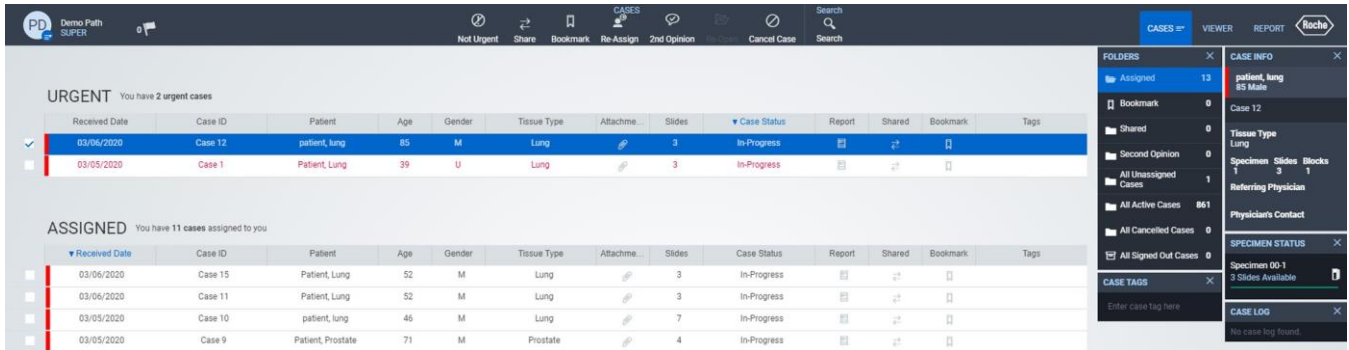 PD
Demo Path
SUPER
0
CASES
Not Urgent
Share
Bookmark
Re-Assign
2nd Opinion
Re-Open
Cancel Case
Search
Search
CASES
VIEWER
REPORT
Roche
URGENT You have 2 urgent cases
Received Date Case ID Patient Age Gender Tissue Type Attachme... Slides ▼ Case Status Report Shared Bookmark Tags
03/06/2020 Case 12 patient, lung 85 M Lung 3 In-Progress
03/05/2020 Case 1 Patient, Lung 39 U Lung 3 In-Progress
ASSIGNED You have 11 cases assigned to you
▼ Received Date Case ID Patient Age Gender Tissue Type Attachme... Slides Case Status Report Shared Bookmark Tags
03/06/2020 Case 15 Patient, Lung 52 M Lung 3 In-Progress
03/06/2020 Case 11 Patient, Lung 52 M Lung 3 In-Progress
03/05/2020 Case 10 patient, lung 46 M Lung 7 In-Progress
03/05/2020 Case 9 Patient, Prostate 71 M Prostate 4 In-Progress
FOLDERS
Assigned 13
Bookmark 0
Shared 0
Second Opinion 0
All Unassigned
Cases 1
All Active Cases 861
All Cancelled Cases 0
All Signed Out Cases 0
CASE TAGS
Enter case tag here
CASE INFO
patient, lung
85 Male
Case 12
Tissue Type
Lung
Specimen Slides Blocks
1 3 1
Referring Physician
Physician's Contact
SPECIMEN STATUS
Specimen 00-1
3 Slides Available
CASE LOG
No case log found.